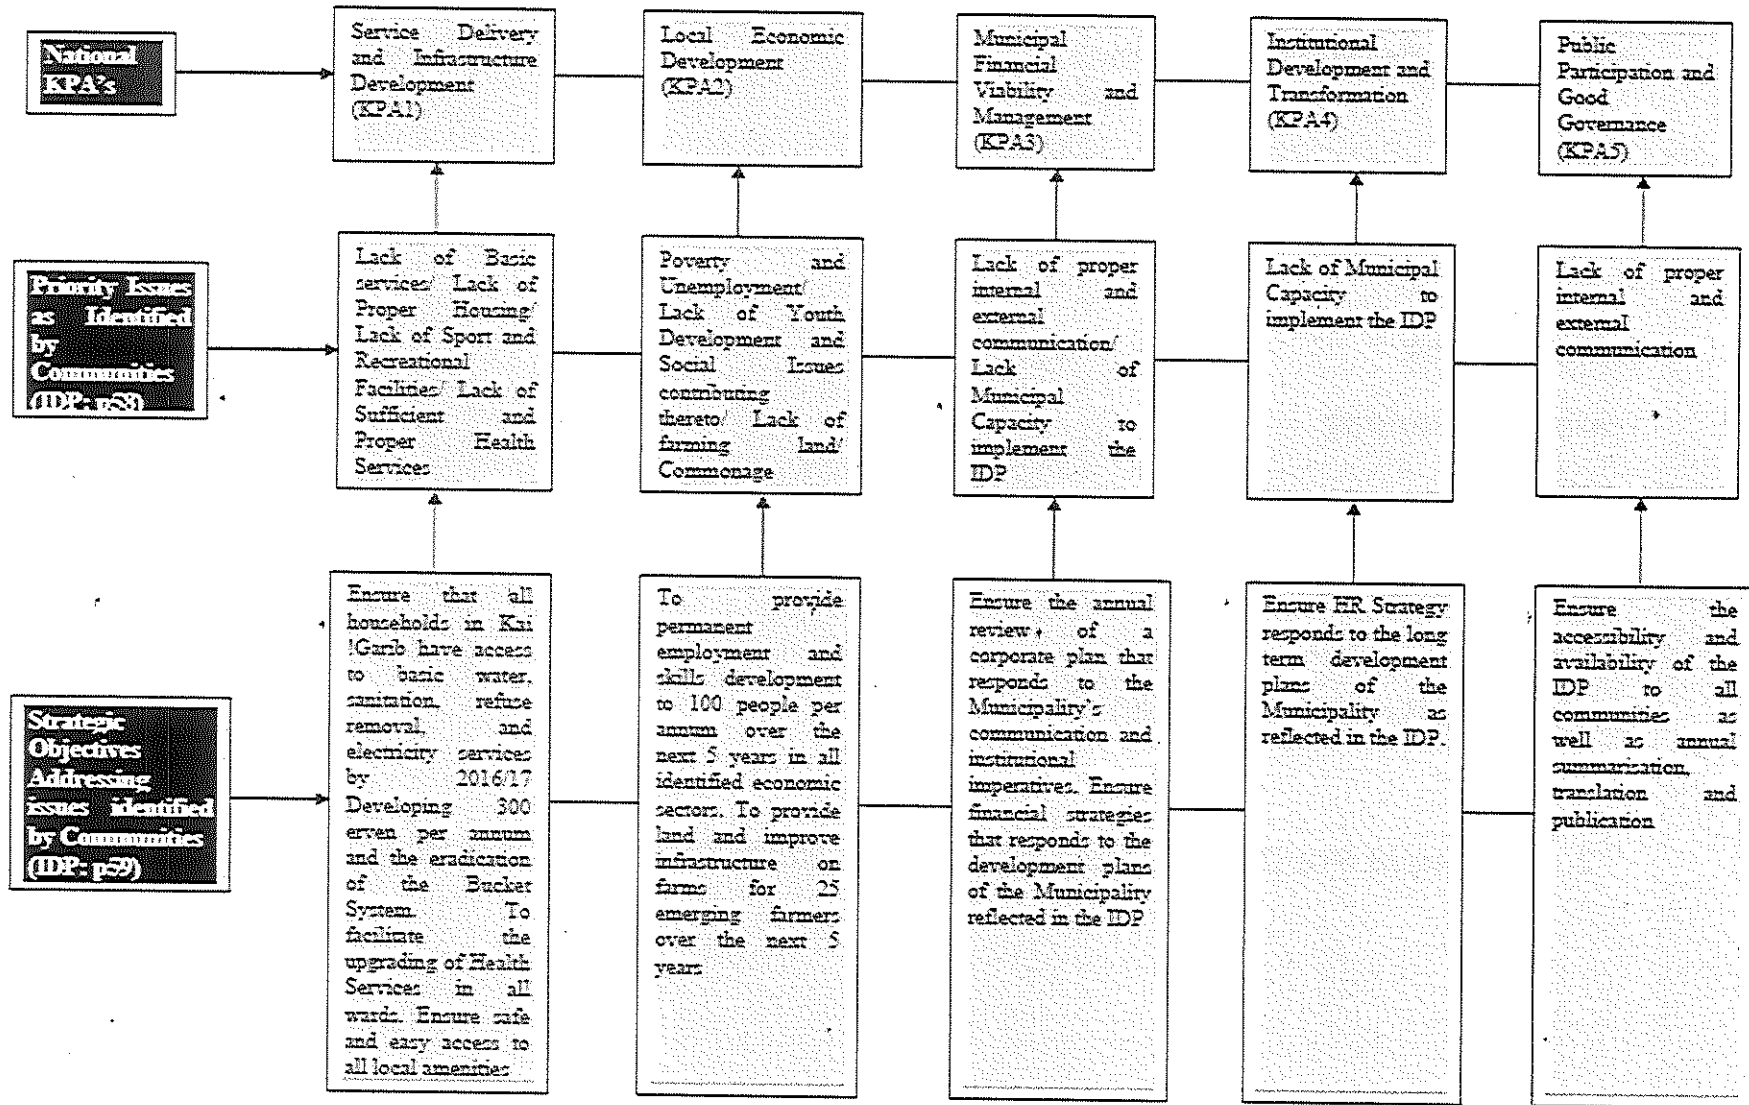 National
KPA's
Service Delivery
and Infrastructure
Development
(KPA1)
Local Economic
Development
(KPA2)
Municipal
Financial
Viability and
Management
(KPA3)
Institutional
Development and
Transformation
(KPA4)
Public
Participation and
Good
Governance
(KPA5)
Priority Issues
as Identified
by
Communities
(IDP: p58)
Lack of Basic
services/ Lack of
Proper Housing/
Lack of Sport and
Recreational
Facilities/ Lack of
Sufficient and
Proper Health
Services
Poverty and
Unemployment/
Lack of Youth
Development and
Social Issues
contributing
thereto/ Lack of
farming land/
Commonage
Lack of proper
internal and
external
communication/
Lack of
Municipal
Capacity to
implement the
IDP
Lack of Municipal
Capacity to
implement the IDP
Lack of proper
internal and
external
communication
Strategic
Objectives
Addressing
issues identified
by Communities
(IDP: p59)
Ensure that all
households in Kai
!Garib have access
to basic water,
sanitation, refuse
removal, and
electricity services
by 2016/17
Developing 300
erven per annum
and the eradication
of the Bucket
System. To
facilitate the
upgrading of Health
Services in all
wards. Ensure safe
and easy access to
all local amenities
To provide
permanent
employment and
skills development
to 100 people per
annum over the
next 5 years in all
identified economic
sectors. To provide
land and improve
infrastructure on
farms for 25
emerging farmers
over the next 5
years
Ensure the annual
review of a
corporate plan that
responds to the
Municipality's
communication and
institutional
imperatives. Ensure
financial strategies
that responds to the
development plans
of the Municipality
reflected in the IDP
Ensure HR Strategy
responds to the long
term development
plans of the
Municipality as
reflected in the IDP.
Ensure the
accessibility and
availability of the
IDP to all
communities as
well as annual
summarisation,
translation and
publication